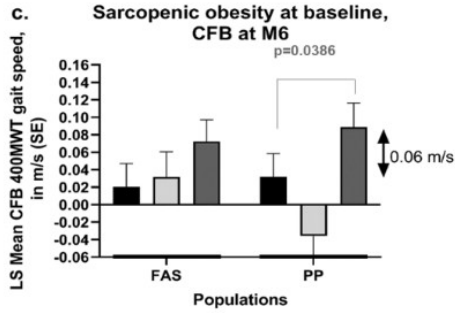 c.
Sarcopenic obesity at baseline,
CFB at M6
p=0.0386
LS Mean CFB 400MWT gait speed,
in m/s (SE)
0.16
0.14
0.12
0.10
0.08
0.06
0.04
0.02
0.00
-0.02
-0.04
-0.06
0.06 m/s
FAS
PP
Populations